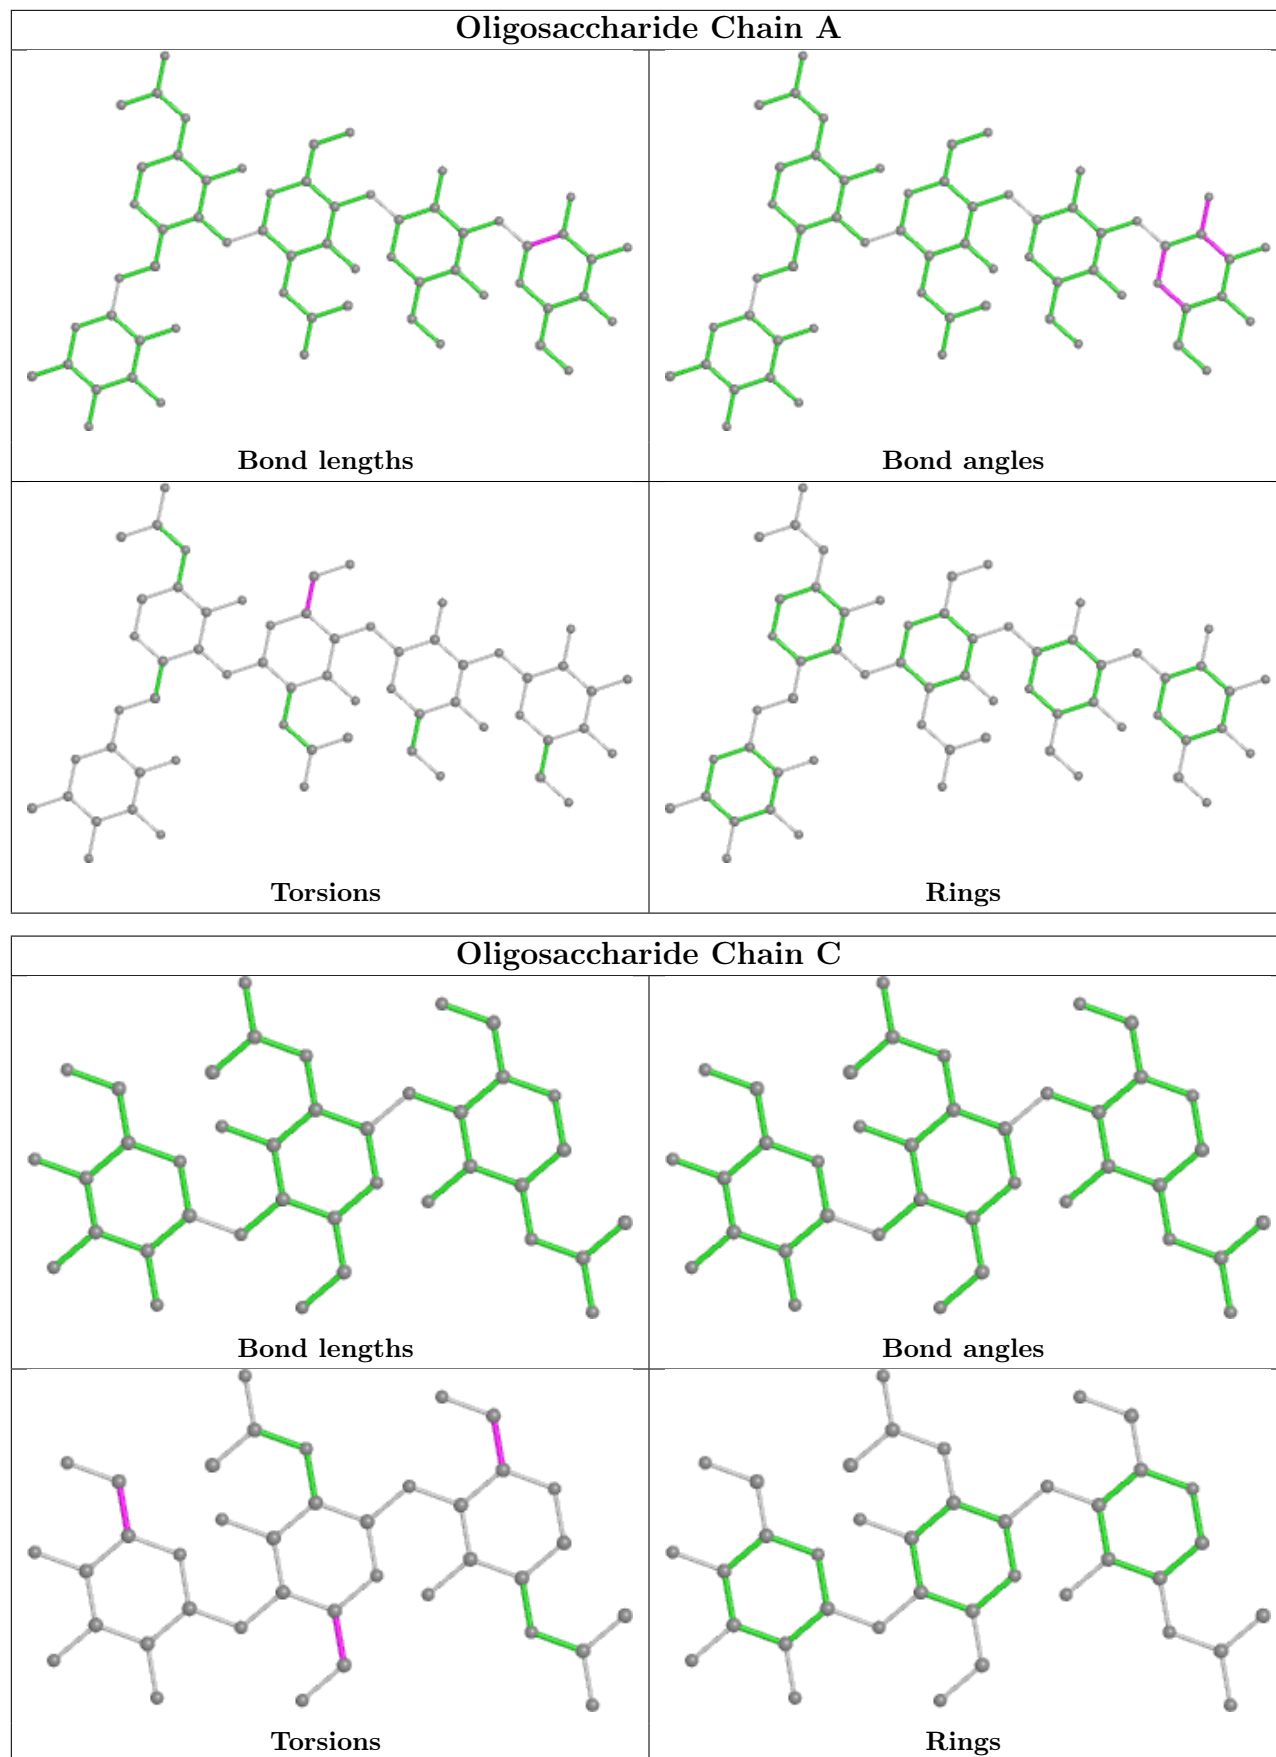 Oligosaccharide Chain A
Bond lengths
Bond angles
Torsions
Rings
Oligosaccharide Chain C
Bond lengths
Bond angles
Torsions
Rings